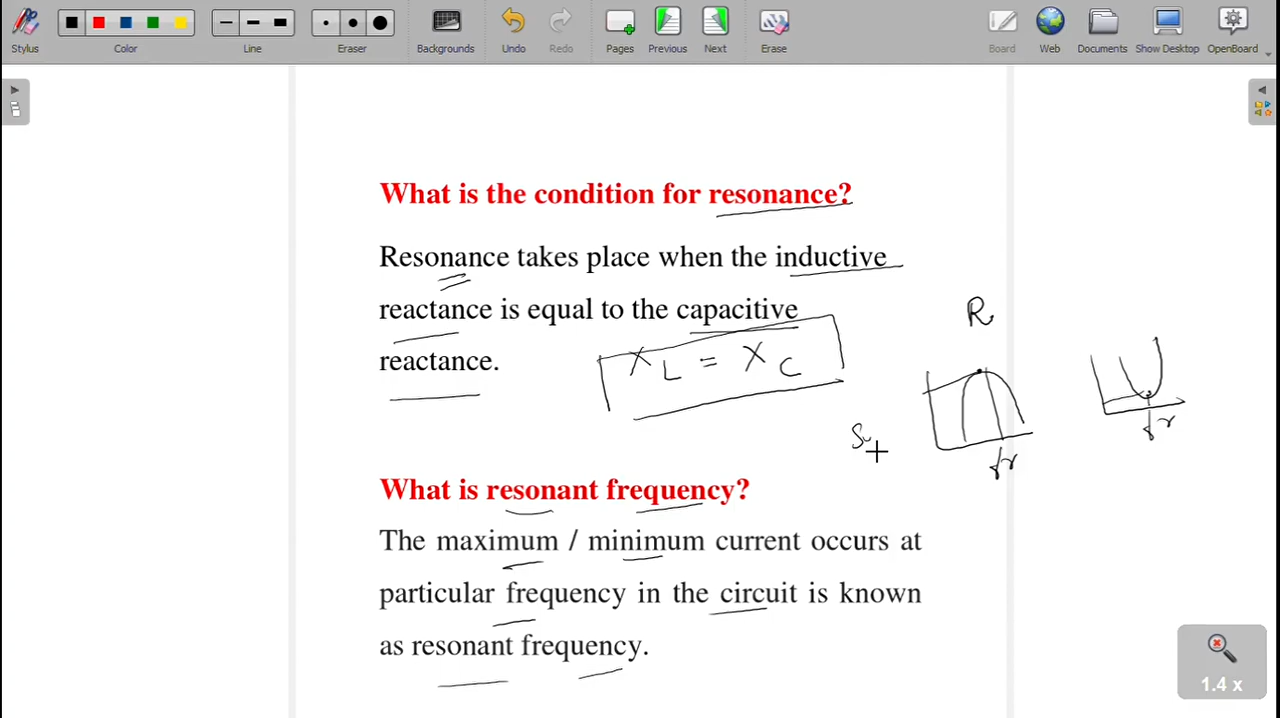 Stylus
Color
Line
Eraser
Backgrounds
Undo
Redo
Pages
Previous
Next
Erase
Board
Web
Documents
Show Desktop
OpenBoard
What is the condition for resonance?
Resonance takes place when the inductive
reactance is equal to the capacitive
reactance.
X L = X C
R
fr
fr
S
What is resonant frequency?
The maximum / minimum current occurs at
particular frequency in the circuit is known
as resonant frequency.
1.4 x